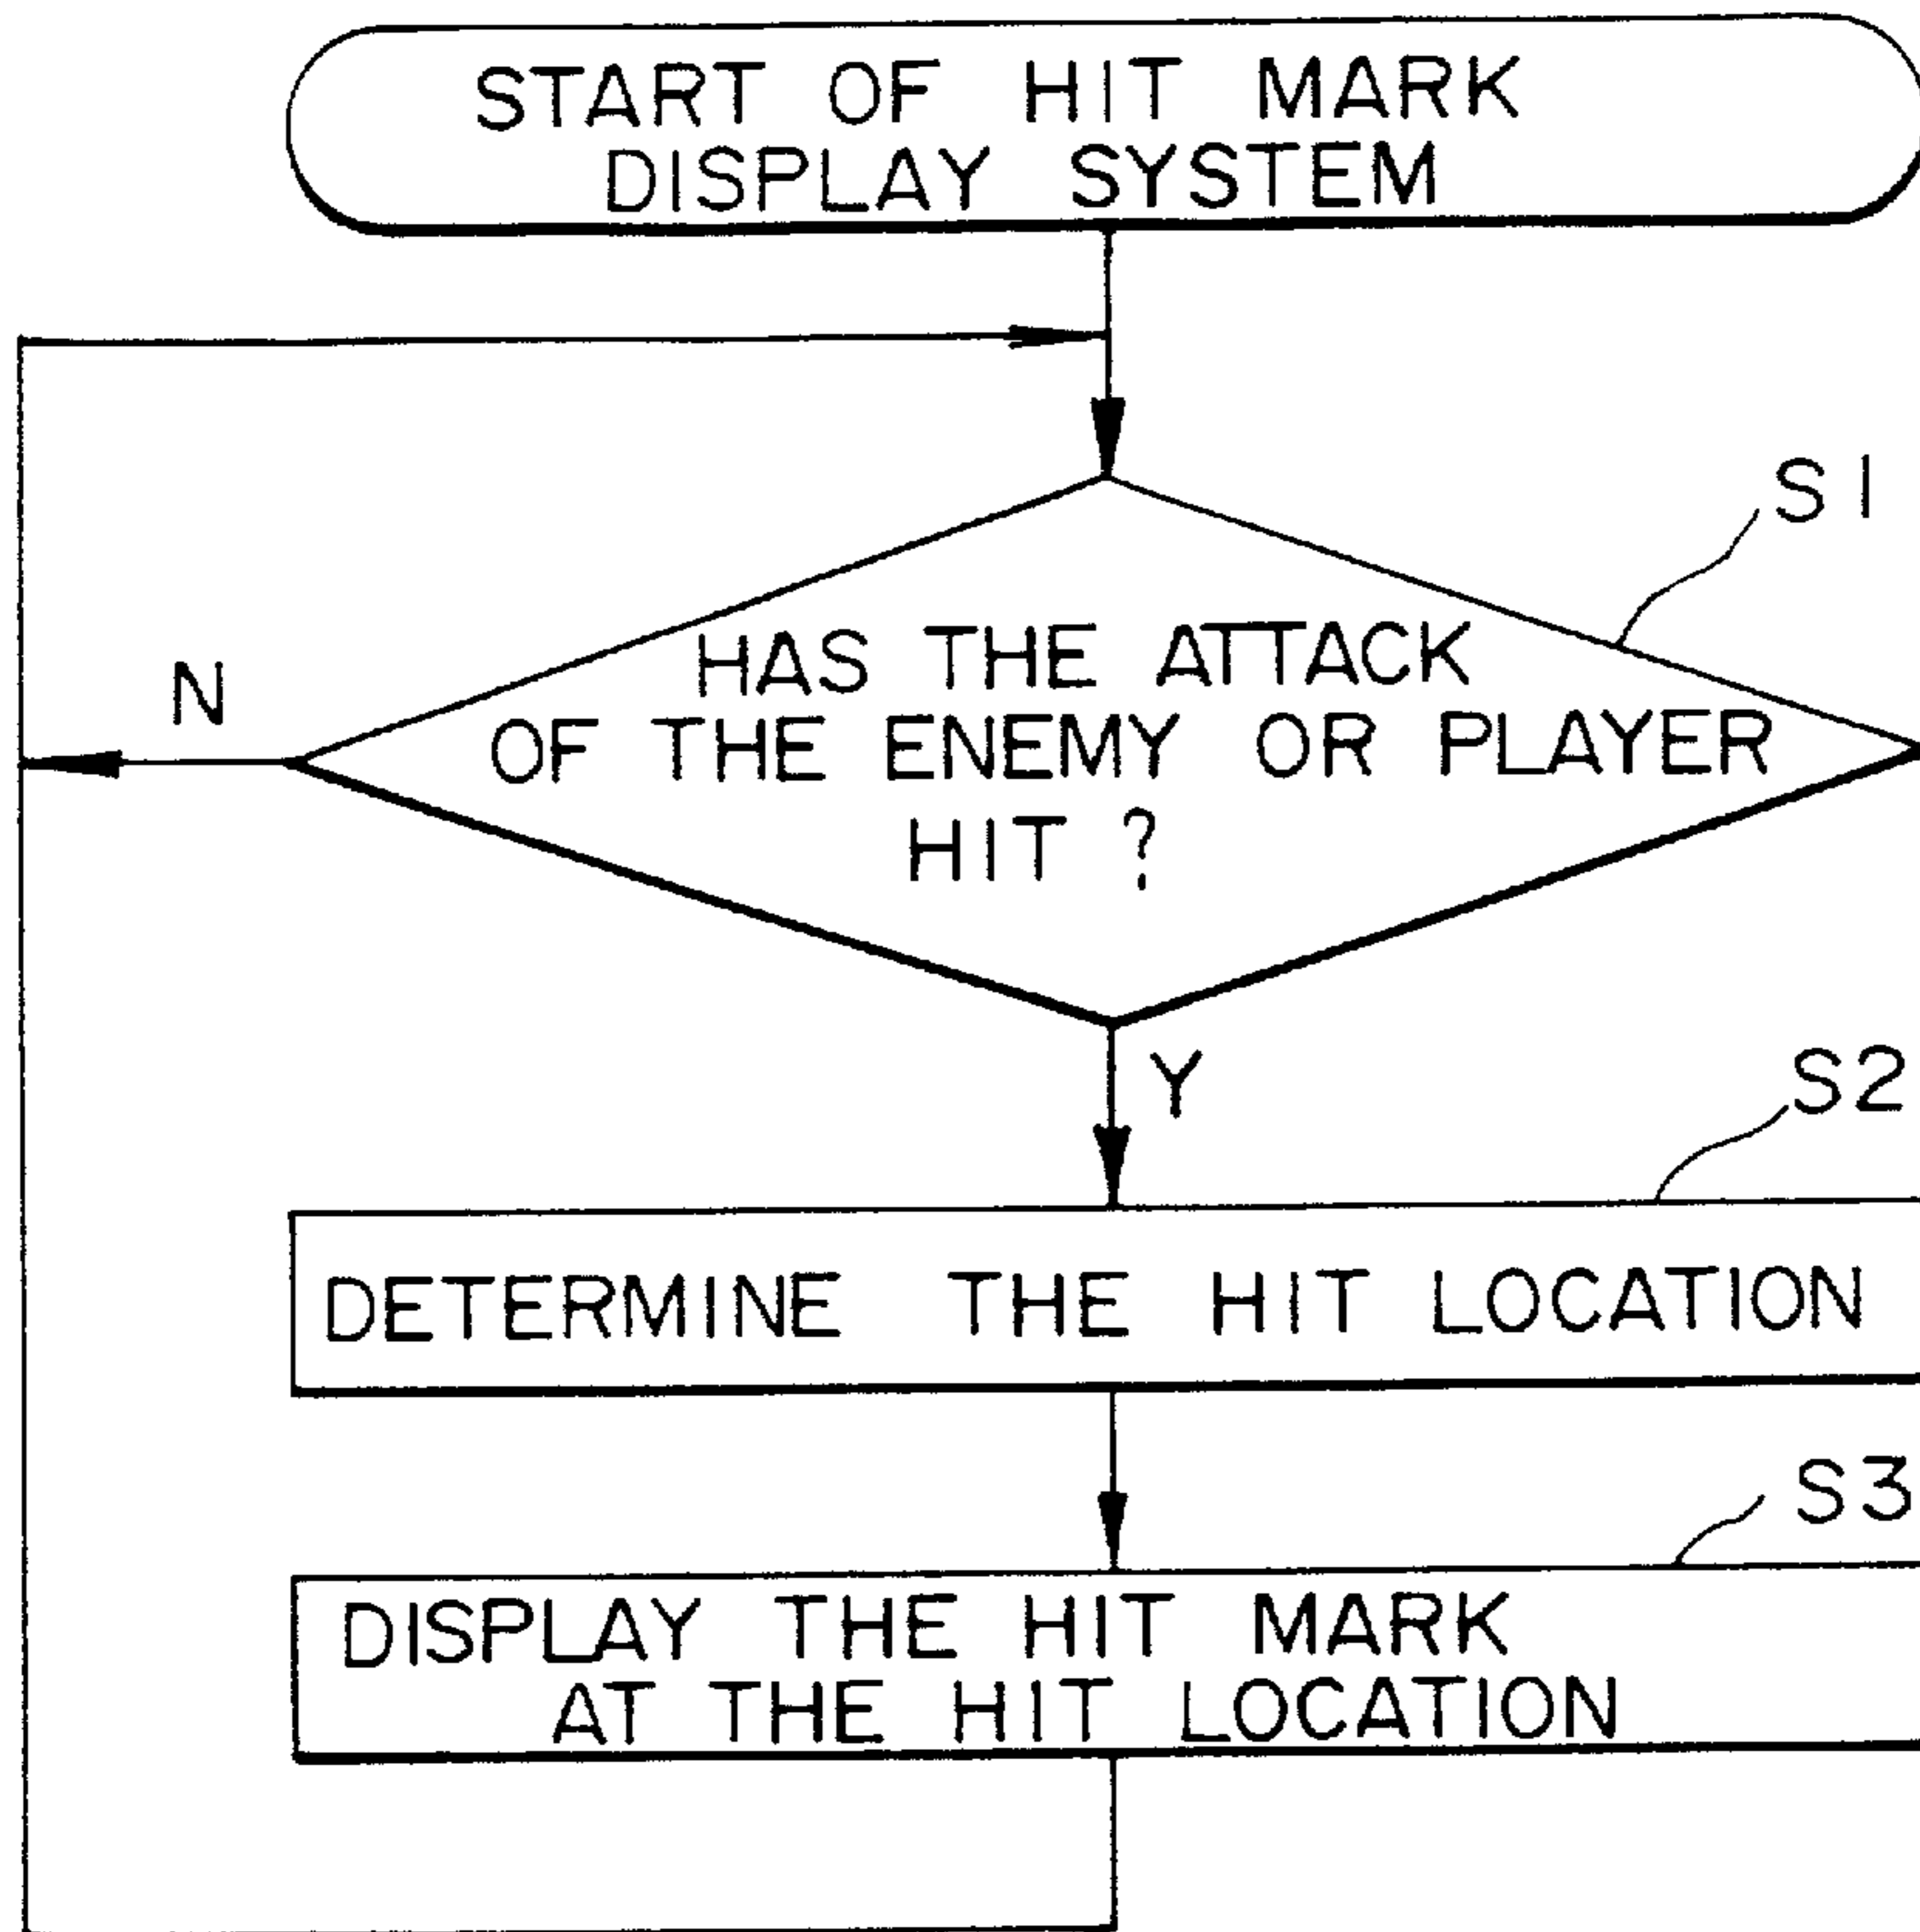 START OF HIT MARK
DISPLAY SYSTEM
S1
HAS THE ATTACK
OF THE ENEMY OR PLAYER
HIT ?
N
Y
S2
DETERMINE THE HIT LOCATION
S3
DISPLAY THE HIT MARK
AT THE HIT LOCATION